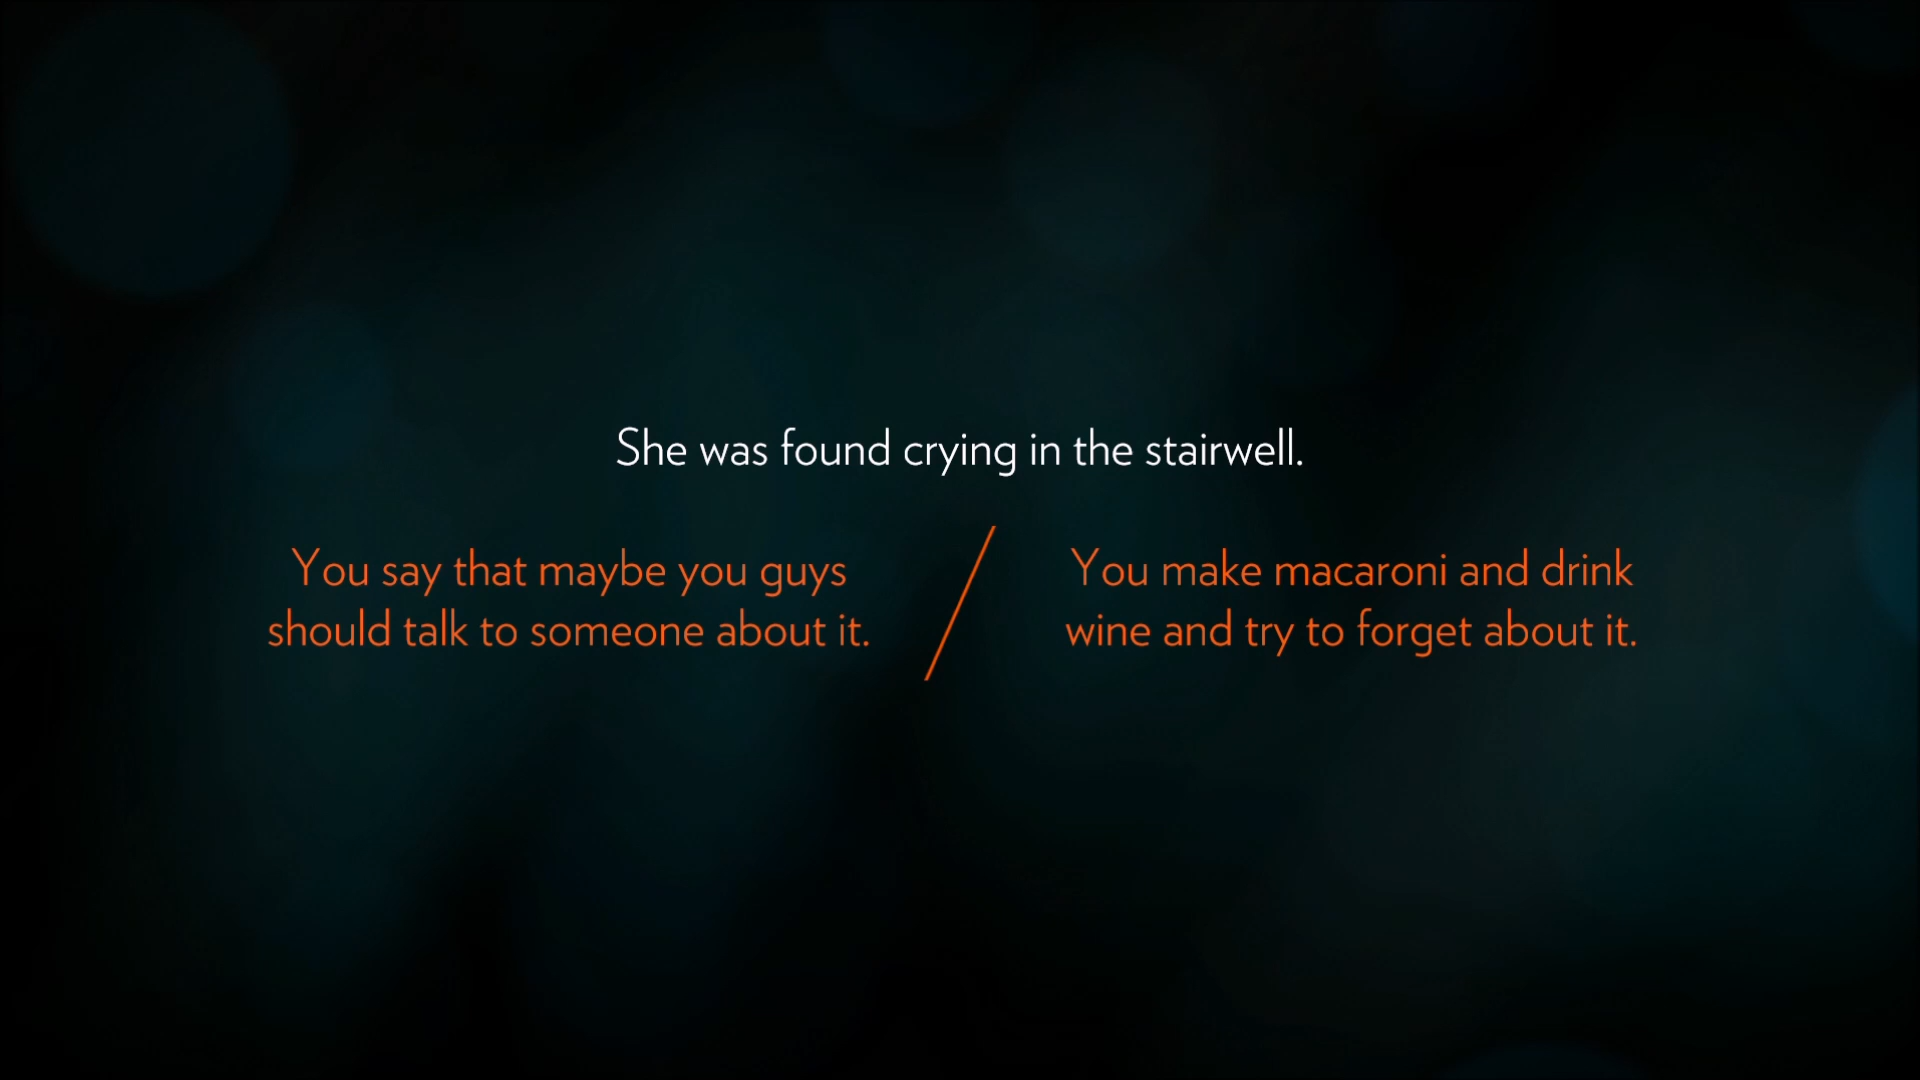 She was found crying in the stairwell.
You say that maybe you guys
should talk to someone about it.
You make macaroni and drink
wine and try to forget about it.